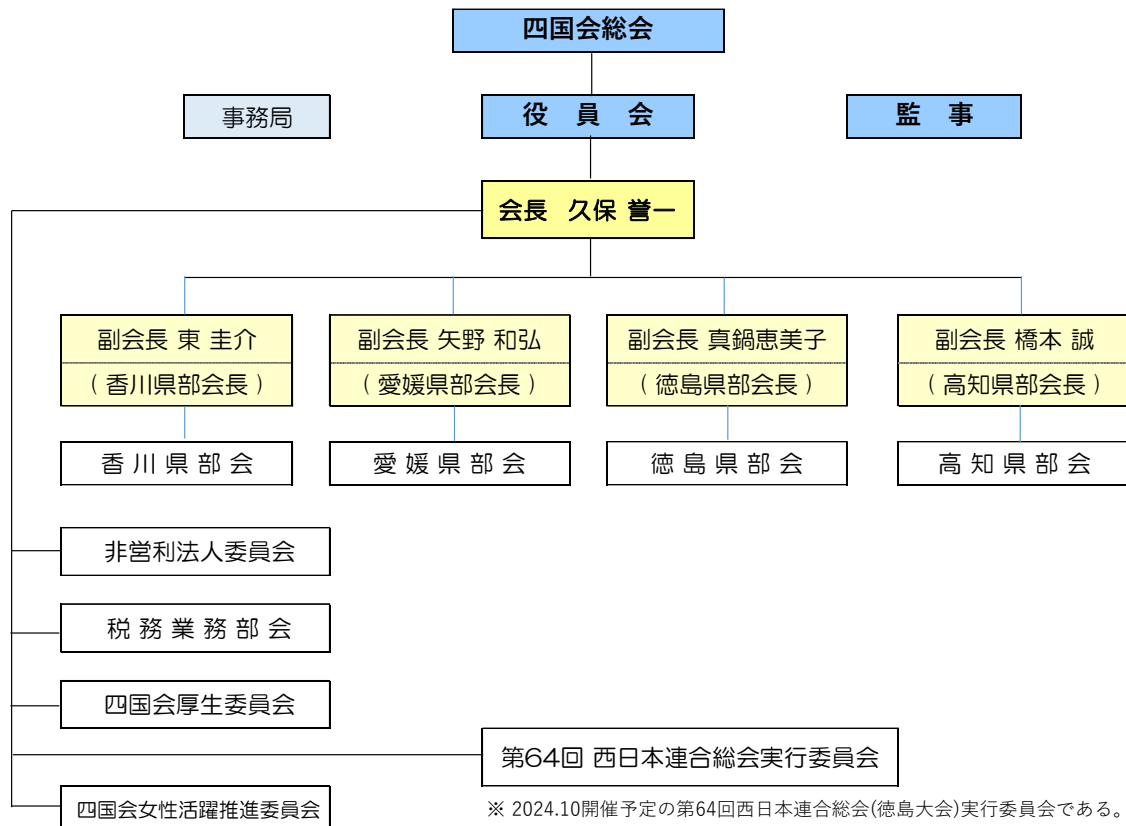 四国会総会
事務局
役 員 会
監 事
会長 久保 誉一
副会長 東 圭介
（香川県部会長）
副会長 矢野 和弘
（愛媛県部会長）
副会長 真鍋恵美子
（徳島県部会長）
副会長 橋本 誠
（高知県部会長）
香 川 県 部 会
愛 媛 県 部 会
徳 島 県 部 会
高 知 県 部 会
非営利法人委員会
税 務 業 務 部 会
四国会厚生委員会
第64回 西日本連合総会実行委員会
四国会女性活躍推進委員会
※ 2024.10開催予定の第64回西日本連合総会(徳島大会)実行委員会である。